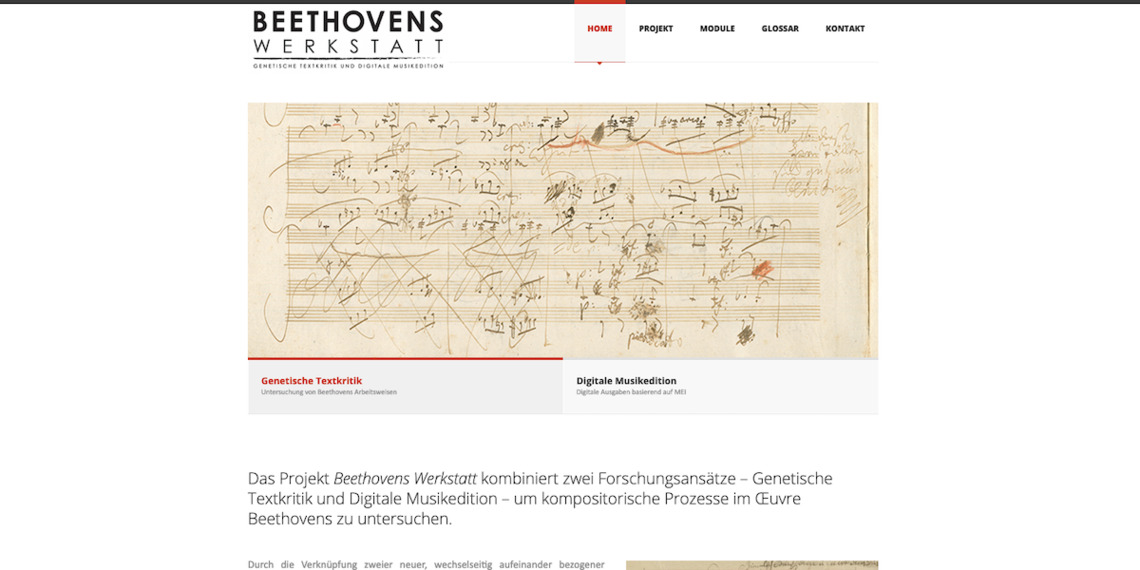 BEETHOVENS
WERKSTATT
GENETISCHE TEXTKRITIK UND DIGITALE MUSIKEDITION
HOME
PROJEKT
MODULE
GLOSSAR
KONTAKT
Genetische Textkritik
Untersuchung von Beethovens Arbeitsweisen
Digitale Musikedition
Digitale Ausgaben basierend auf MEI
Das Projekt Beethovens Werkstatt kombiniert zwei Forschungsansätze – Genetische
Textkritik und Digitale Musikedition – um kompositorische Prozesse im Œuvre
Beethovens zu untersuchen.
Durch die Verknüpfung zweier neuer, wechselseitig aufeinander bezogener